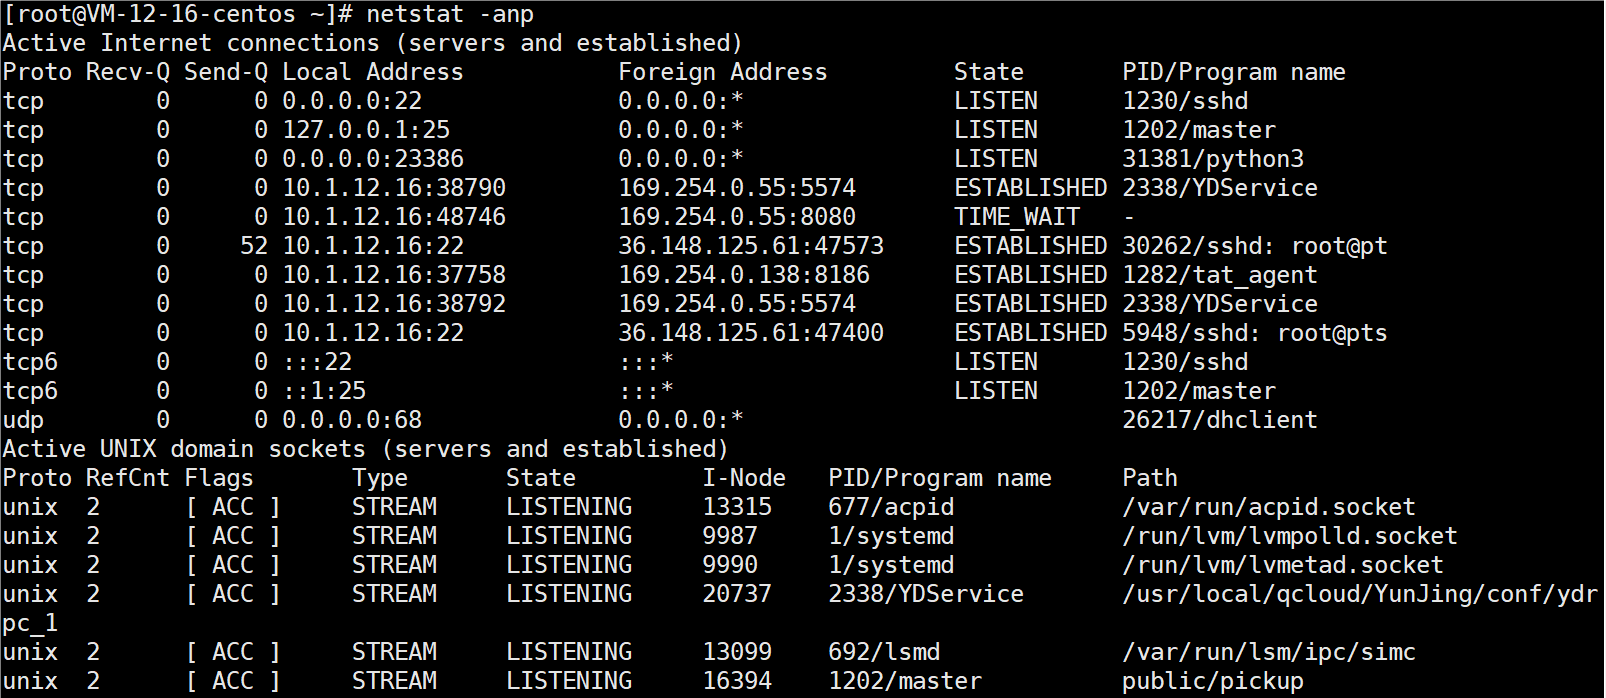 [root@VM-12-16-centos ~]# netstat -anp
Active Internet connections (servers and established)
Proto Recv-Q Send-Q Local Address           Foreign Address         State       PID/Program name
tcp        0      0 0.0.0.0:22              0.0.0.0:*               LISTEN      1230/sshd
tcp        0      0 127.0.0.1:25            0.0.0.0:*               LISTEN      1202/master
tcp        0      0 0.0.0.0:23386           0.0.0.0:*               LISTEN      31381/python3
tcp        0      0 10.1.12.16:38790        169.254.0.55:5574       ESTABLISHED 2338/YDService
tcp        0      0 10.1.12.16:48746        169.254.0.55:8080       TIME_WAIT   -
tcp        0     52 10.1.12.16:22           36.148.125.61:47573     ESTABLISHED 30262/sshd: root@pt
tcp        0      0 10.1.12.16:37758        169.254.0.138:8186      ESTABLISHED 1282/tat_agent
tcp        0      0 10.1.12.16:38792        169.254.0.55:5574       ESTABLISHED 2338/YDService
tcp        0      0 10.1.12.16:22           36.148.125.61:47400     ESTABLISHED 5948/sshd: root@pts
tcp6       0      0 :::22                   :::*                    LISTEN      1230/sshd
tcp6       0      0 ::1:25                  :::*                    LISTEN      1202/master
udp        0      0 0.0.0.0:68              0.0.0.0:*                           26217/dhclient
Active UNIX domain sockets (servers and established)
Proto RefCnt Flags       Type       State         I-Node   PID/Program name     Path
unix  2      [ ACC ]     STREAM     LISTENING     13315    677/acpid            /var/run/acpid.socket
unix  2      [ ACC ]     STREAM     LISTENING     9987     1/systemd            /run/lvm/lvmpolld.socket
unix  2      [ ACC ]     STREAM     LISTENING     9990     1/systemd            /run/lvm/lvmetad.socket
unix  2      [ ACC ]     STREAM     LISTENING     20737    2338/YDService       /usr/local/qcloud/YunJing/conf/ydr
pc_1
unix  2      [ ACC ]     STREAM     LISTENING     13099    692/lsmd             /var/run/lsm/ipc/simc
unix  2      [ ACC ]     STREAM     LISTENING     16394    1202/master          public/pickup